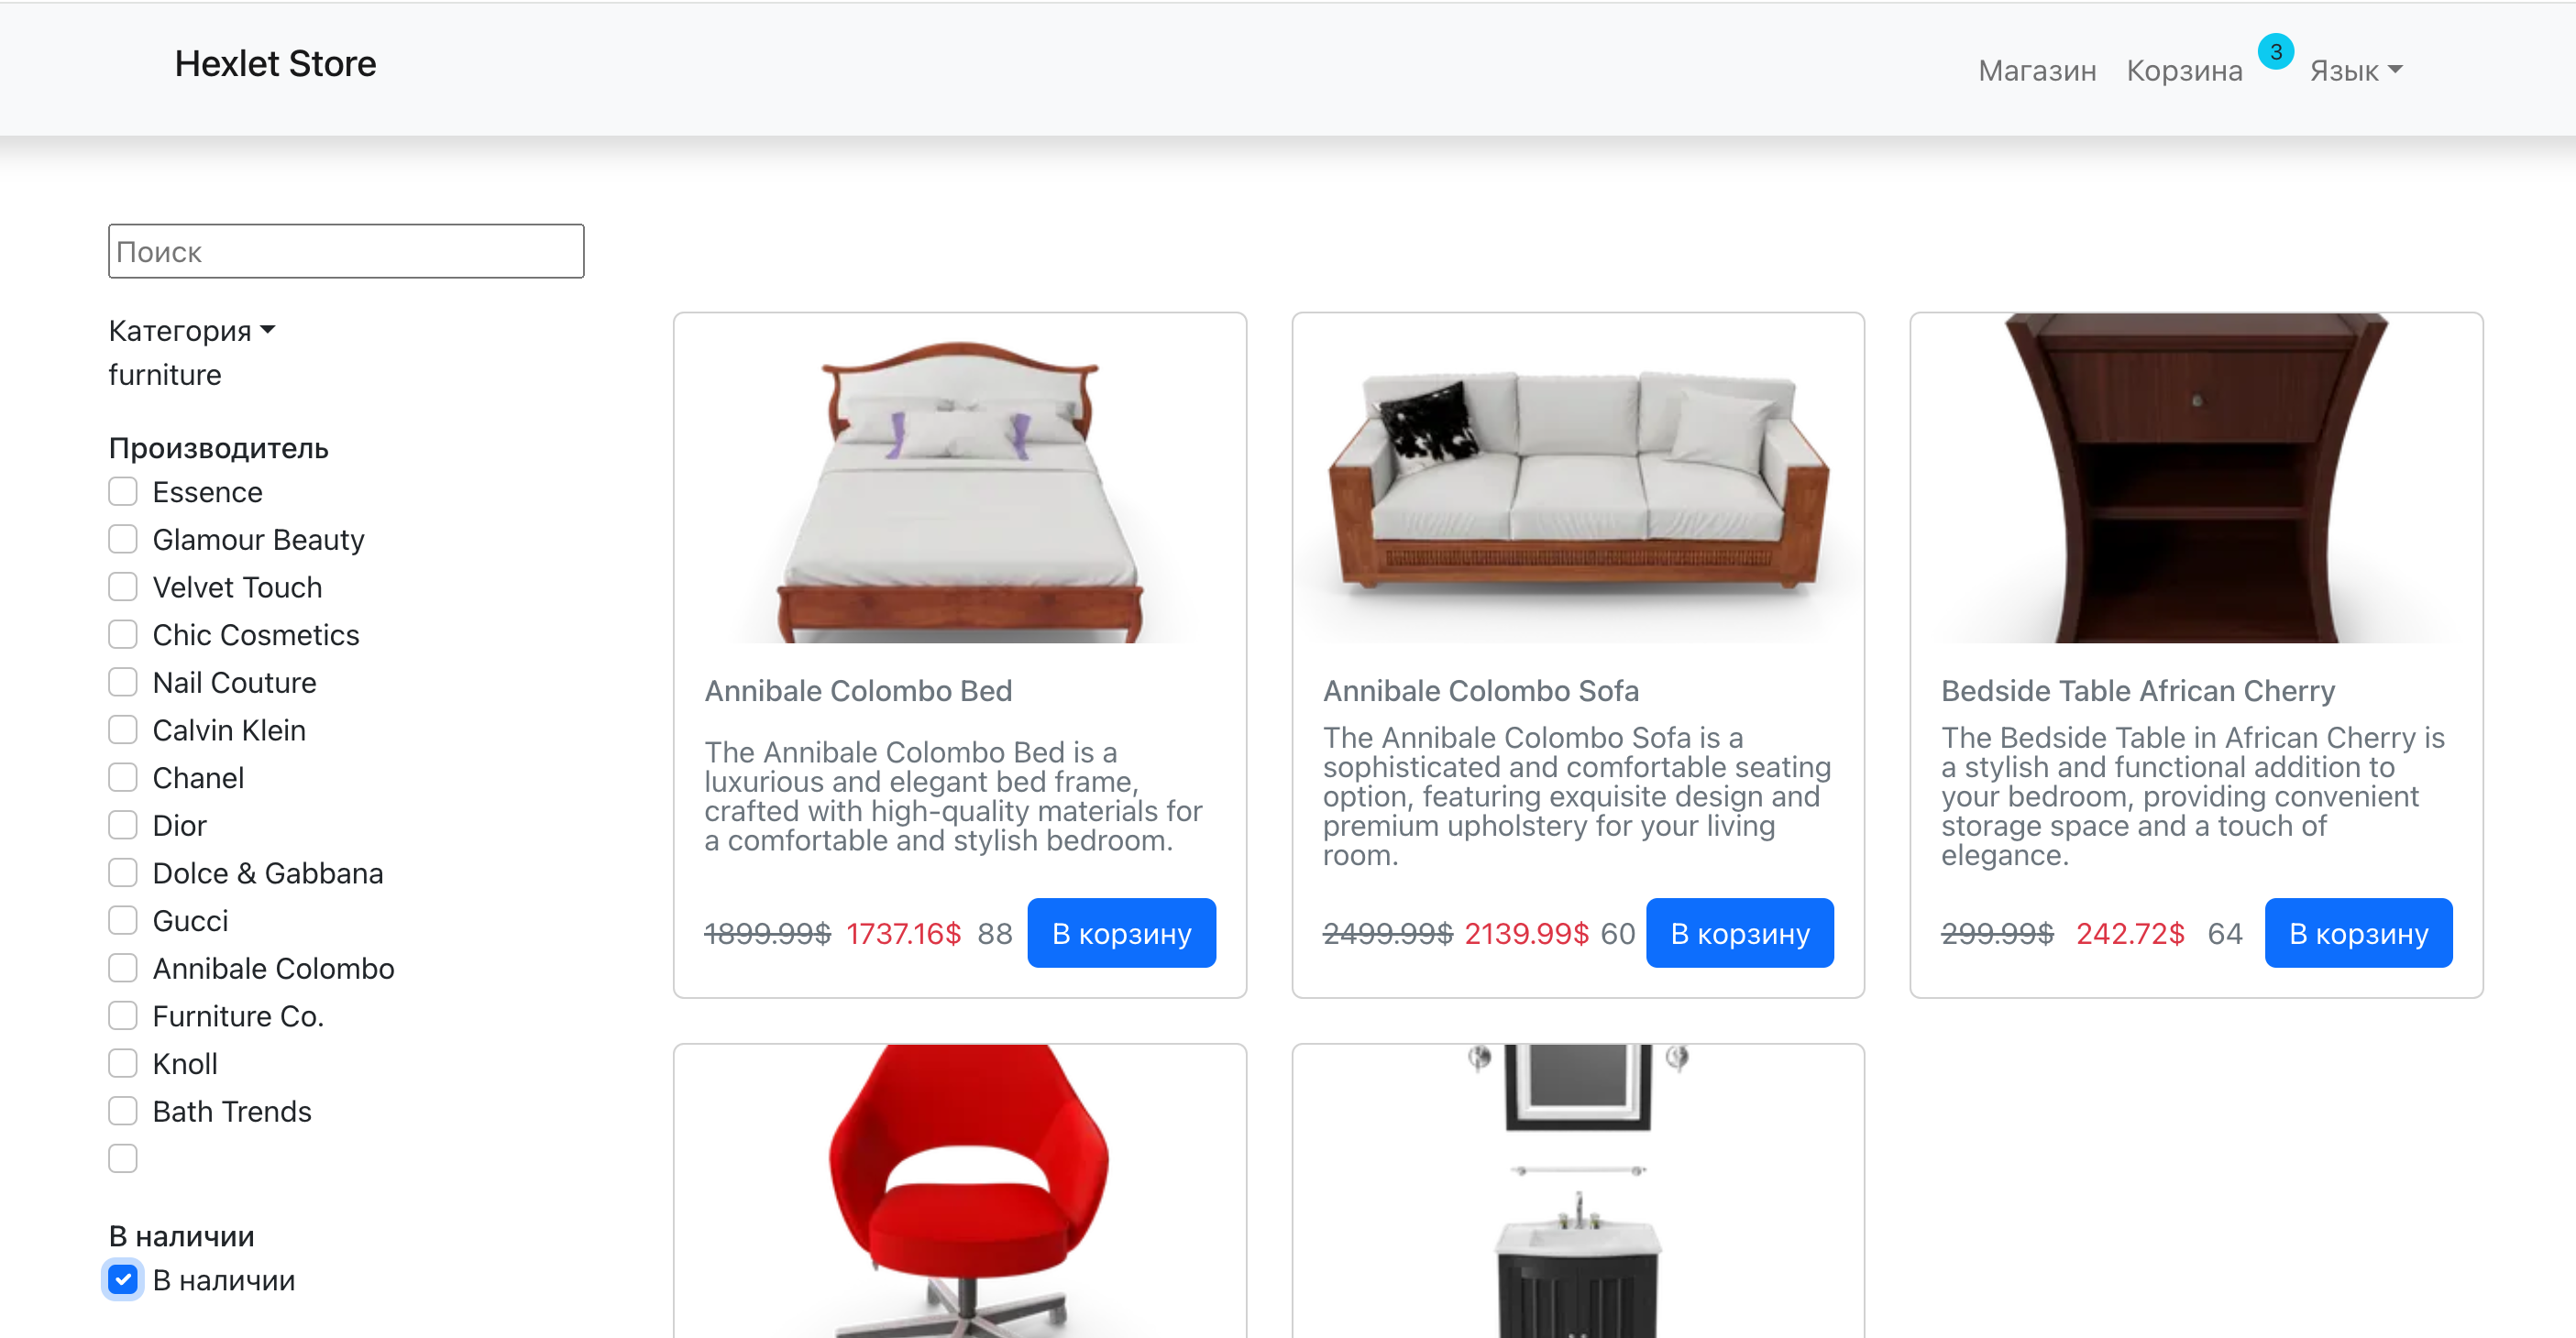 Hexlet Store
Магазин Корзина 3 Язык
Поиск
Категория
furniture
Производитель
Essence
Glamour Beauty
Velvet Touch
Chic Cosmetics
Nail Couture
Calvin Klein
Chanel
Dior
Dolce & Gabbana
Gucci
Annibale Colombo
Furniture Co.
Knoll
Bath Trends
В наличии
В наличии
Annibale Colombo Bed
The Annibale Colombo Bed is a
luxurious and elegant bed frame,
crafted with high-quality materials for
a comfortable and stylish bedroom.
1899.99$ 1737.16$ 88 В корзину
Annibale Colombo Sofa
The Annibale Colombo Sofa is a
sophisticated and comfortable seating
option, featuring exquisite design and
premium upholstery for your living
room.
2499.99$ 2139.99$ 60 В корзину
Bedside Table African Cherry
The Bedside Table in African Cherry is
a stylish and functional addition to
your bedroom, providing convenient
storage space and a touch of
elegance.
299.99$ 242.72$ 64 В корзину